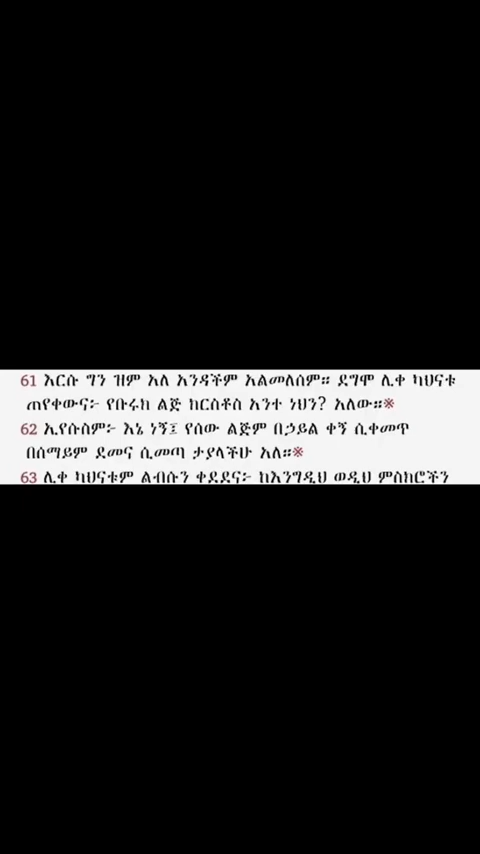 61 እርሱ ግን ዝም አለ አንዳችም አልመለሰም። ደግሞ ሊቀ ካህናቱ
ጠየቀውና፦ የቡሩክ ልጅ ክርስቶስ አንተ ነህን? አለው።※
62 ኢየሱስም፦ እኔ ነኝ፤ የሰው ልጅም በኃይል ቀኝ ሲቀመጥ
በሰማይም ደመና ሲመጣ ታያላችሁ አለ።※
63 ሊቀ ካህናቱም ልብሱን ቀደደና፦ ከእንግዲህ ወዲህ ምስክሮችን